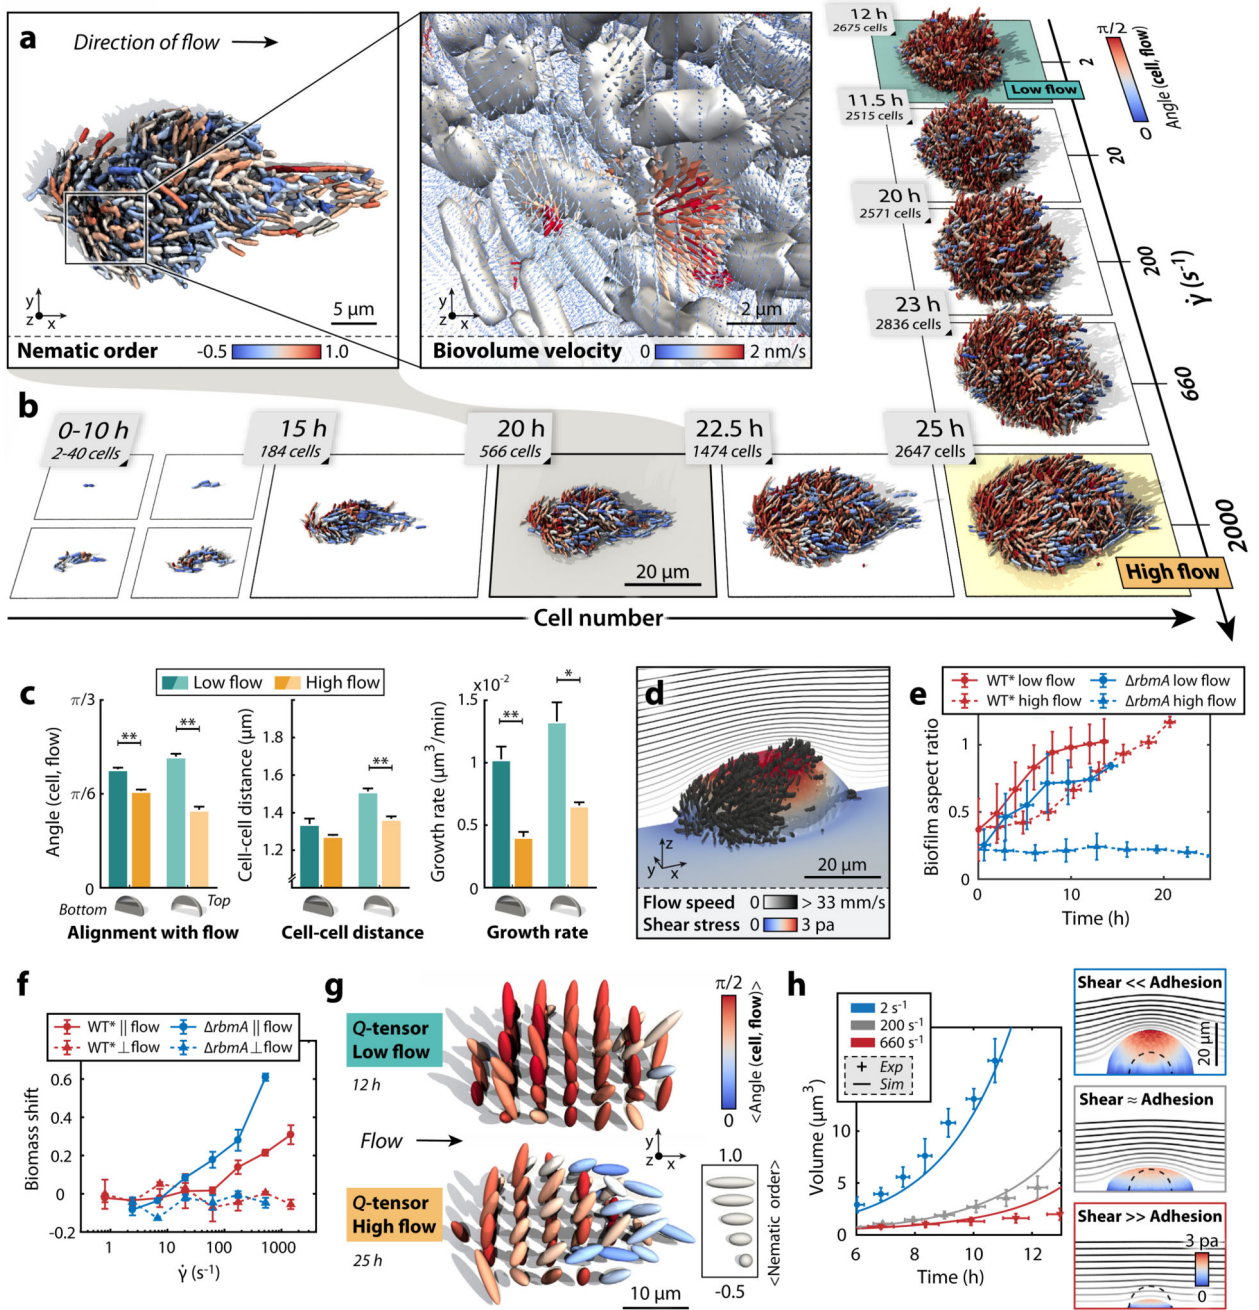 a
Direction of flow
y
z x
5 μm
Nematic order -0.5 1.0
2 μm
y
z x
Biovolume velocity 0 2 nm/s
12 h
2675 cells
Low flow
11.5 h
2515 cells
20 h
2571 cells
23 h
2836 cells
2
20
200
660
2000
γ̇ (s⁻¹)
π/2
0
Angle (cell, flow)
b
0-10 h
2-40 cells
15 h
184 cells
20 h
566 cells
22.5 h
1474 cells
25 h
2647 cells
20 μm
High flow
Cell number
c
Low flow High flow
π/3
π/6
0
Angle (cell, flow)
** **
Bottom Top
Alignment with flow
Cell-cell distance (μm)
1.8
1.6
1.4
1.2
**
Cell-cell distance
Growth rate (μm³/min)
1.5 x10⁻²
1.0
0.5
0
** *
Growth rate
d
z
y x
20 μm
Flow speed 0 > 33 mm/s
Shear stress 0 3 pa
e
WT* low flow ΔrbmA low flow
WT* high flow ΔrbmA high flow
Biofilm aspect ratio
1
0.5
0
0 10 20
Time (h)
f
WT* || flow ΔrbmA || flow
WT* ⊥ flow ΔrbmA ⊥ flow
Biomass shift
0.6
0.4
0.2
0
-0.2
1 10 100 1000
γ̇ (s⁻¹)
g
Q-tensor
Low flow
12 h
Flow
Q-tensor
High flow
25 h
π/2
0
<Angle (cell, flow)>
y
z x
1.0
-0.5
<Nematic order>
10 μm
h
2 s⁻¹
200 s⁻¹
660 s⁻¹
+ Exp
— Sim
Volume (μm³)
10
5
0
6 8 10 12
Time (h)
Shear << Adhesion
20 μm
Shear ≈ Adhesion
Shear >> Adhesion
3 pa
0